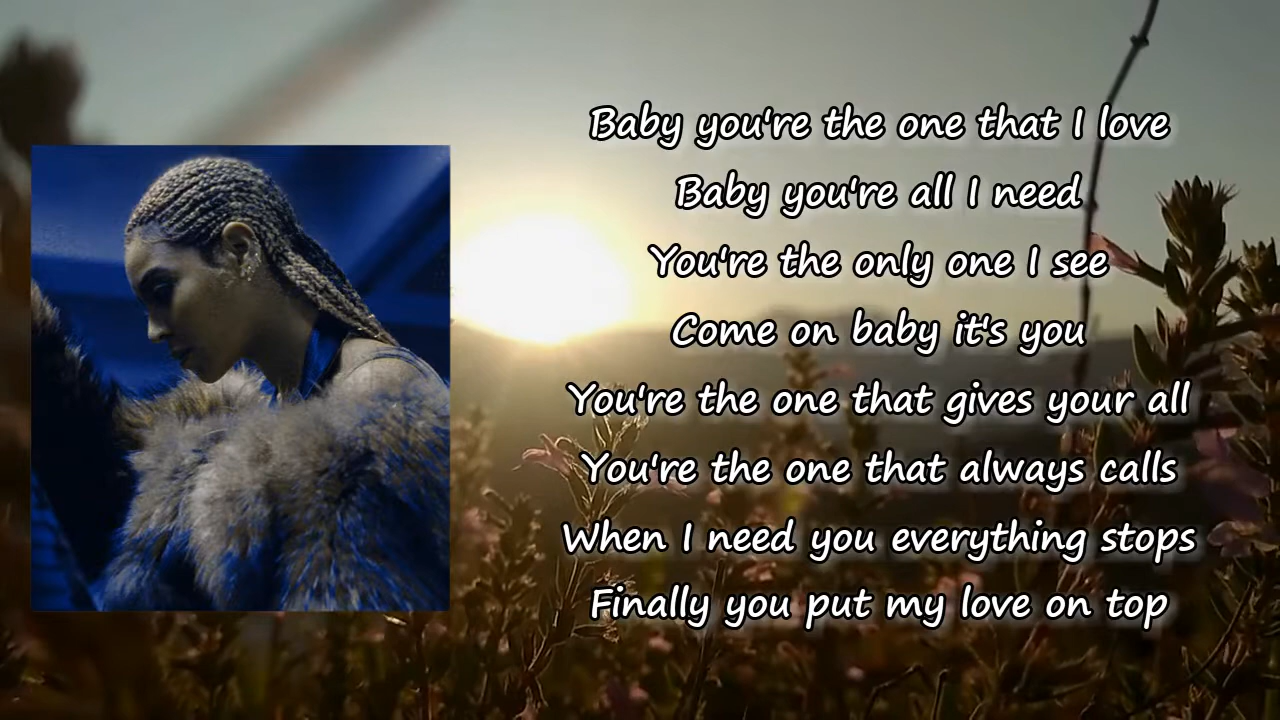 Baby you're the one that I love
Baby you're all I need
You're the only one I see
Come on baby it's you
You're the one that gives your all
You're the one that always calls
When I need you everything stops
Finally you put my love on top